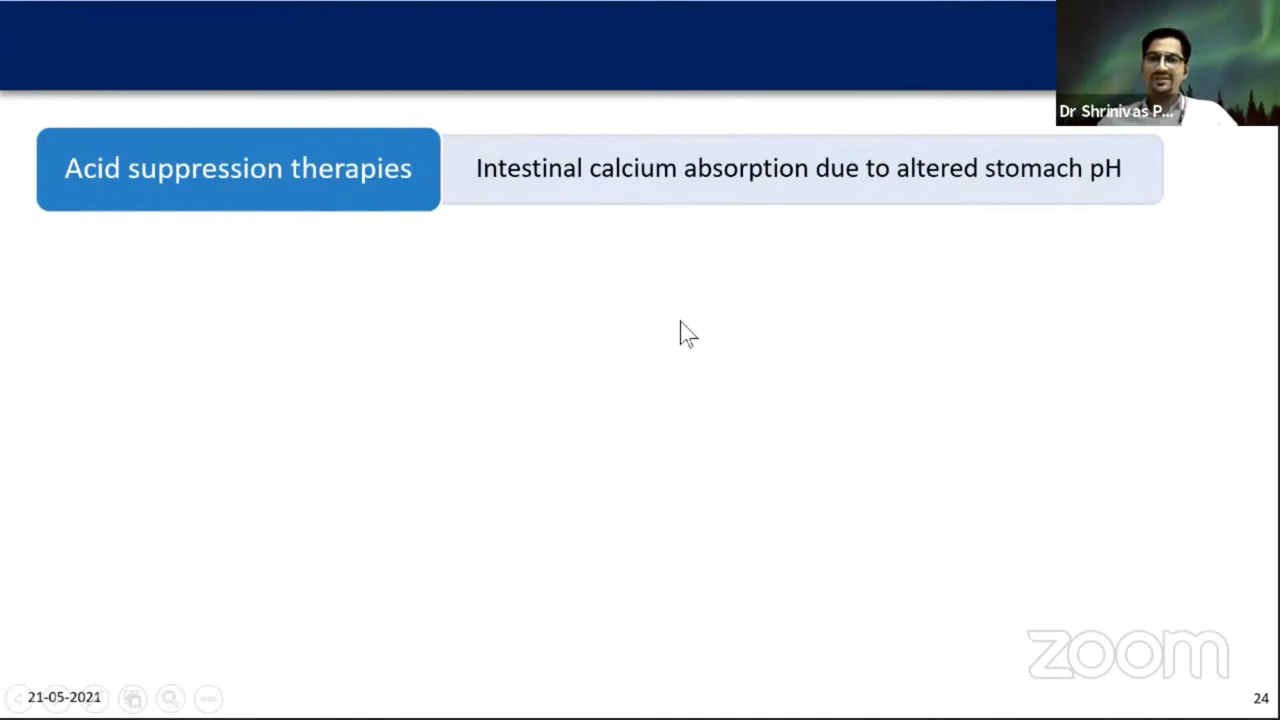 Dr Shrinivas P...
Acid suppression therapies
Intestinal calcium absorption due to altered stomach pH
zoom
21-05-2021
24